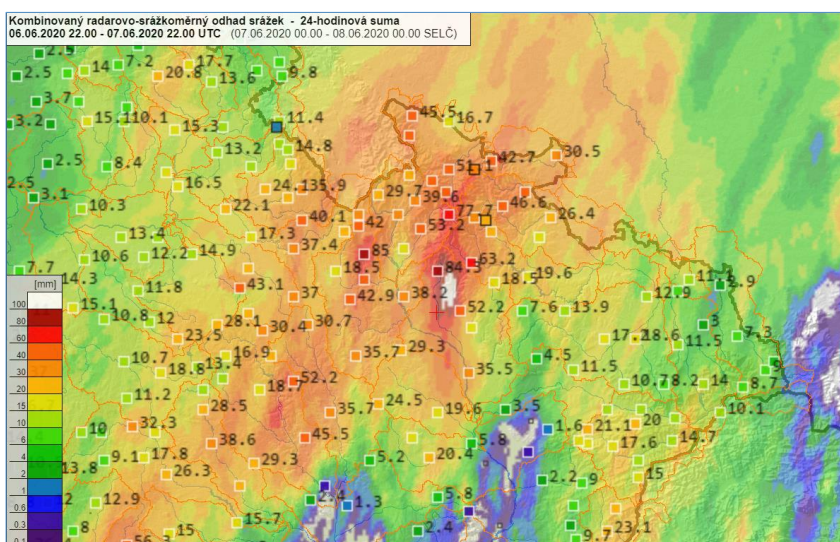 Kombinovaný radarovo-srážkoměrný odhad srážek - 24-hodinová suma
06.06.2020 22.00 - 07.06.2020 22.00 UTC (07.06.2020 00.00 - 08.06.2020 00.00 SELČ)
2.5 14 7.2 17.7 20.8 13.6 9.8
3.7 15.1 10.1 15.3 11.4 45.5 16.7
3.2 2.5 8.4 13.2 14.8 51.1 42.7 30.5
2.5 3.1 16.5 24.1 35.9 29.7 39.6 77.7 46.6
10.3 22.1 40.1 42 53.2 26.4
13.4 17.3 37.4 85 63.2
7.7 10.6 12.2 14.9 18.5 84.3 18.5 19.6
14.3 11.8 43.1 37 42.9 38.2 52.2 12.9 2.9
15.1 10.8 12 28.1 30.4 30.7 7.6 13.9 3
23.5 17.2 18.6 11.5 7.3
10.7 13.4 16.9 35.7 29.3 4.5
18.8 18.7 52.2 35.5 11.5 10.7 8.2 14 8.7
11.2 28.5 35.7 24.5 19.6 3.5 10.1
10 32.3 38.6 45.5 5.8 1.6 21.1 20 14.7
9.1 17.8 29.3 5.2 20.4 17.6
13.8 26.3 2.2 9 15
12.9 15.7 2.4 1.3 5.8
8 56.3 15 2.4 9.7 23.1
[mm]
100
80
60
40
30
20
15
10
6
4
2
1
0.6
0.3
0.1